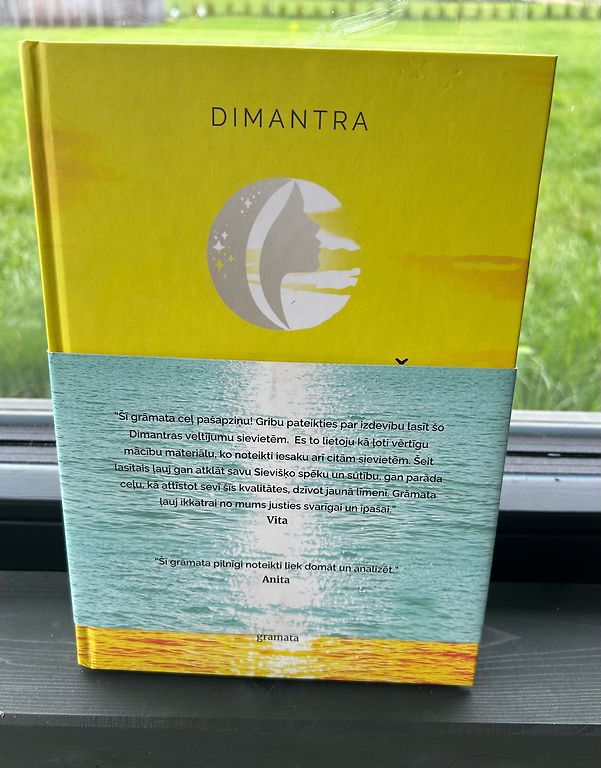 DIMANTRA
"Šī grāmata ceļ pašapziņu! Gribu pateikties par izdevību lasīt šo
Dimantras veltījumu sievietēm. Es to lietoju kā ļoti vērtīgu
mācību materiālu, ko noteikti iesaku arī citām sievietēm. Šeit
lasītais ļauj gan atklāt savu Sievišķo spēku un sūtību, gan parāda
ceļu, kā attīstot sevī šīs kvalitātes, dzīvot jaunā līmenī. Grāmata
ļauj ikkatrai no mums justies svarīgai un īpašai."
Vita
"Šī grāmata pilnīgi noteikti liek domāt un analizēt."
Anita
grāmata